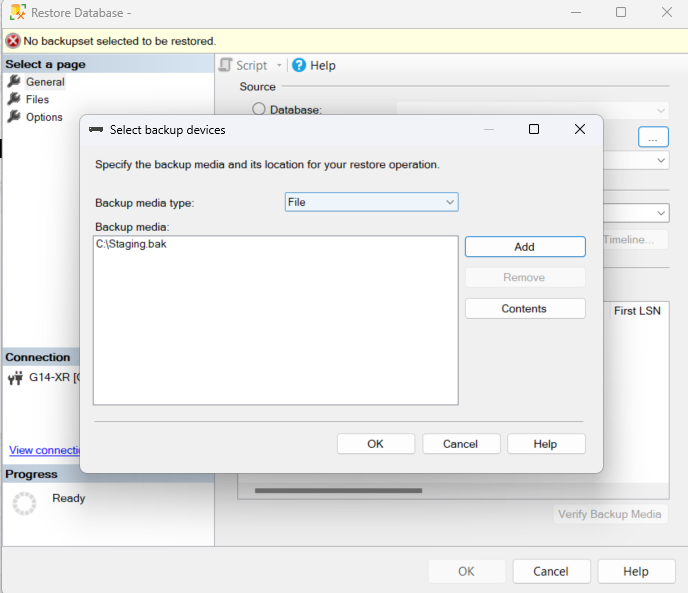 Restore Database -
No backupset selected to be restored.
Select a page
General
Files
Options
Script
Help
Source
Database:
...
Timeline...
First LSN
Select backup devices
Specify the backup media and its location for your restore operation.
Backup media type:
File
Backup media:
C:\Staging.bak
Add
Remove
Contents
OK
Cancel
Help
Connection
G14-XR [
View connecti
Progress
Ready
Verify Backup Media
OK
Cancel
Help